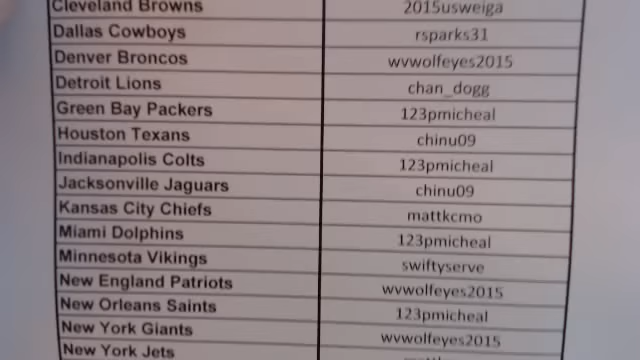 Cleveland Browns 2015usweiga
Dallas Cowboys rsparks31
Denver Broncos wvwolfeyes2015
Detroit Lions chan_dogg
Green Bay Packers 123pmicheal
Houston Texans chinu09
Indianapolis Colts 123pmicheal
Jacksonville Jaguars chinu09
Kansas City Chiefs mattkcmo
Miami Dolphins 123pmicheal
Minnesota Vikings swiftyserve
New England Patriots wvwolfeyes2015
New Orleans Saints 123pmicheal
New York Giants wvwolfeyes2015
New York Jets